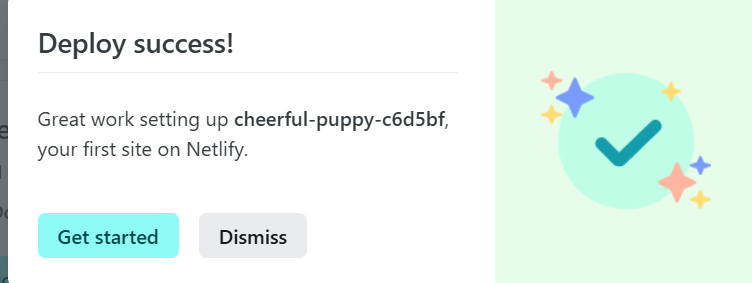 Deploy success!
Great work setting up cheerful-puppy-c6d5bf,
your first site on Netlify.
Get started
Dismiss